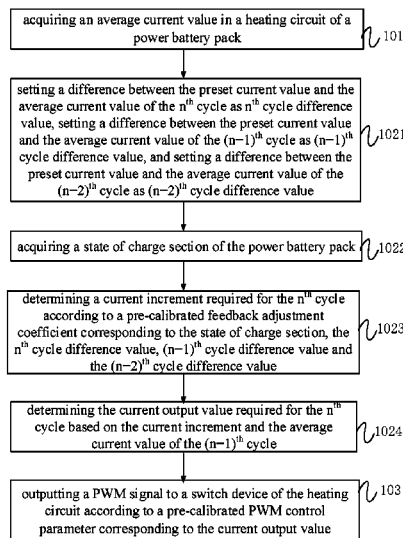 acquiring an average current value in a heating circuit of a
power battery pack
101
setting a difference between the preset current value and the
average current value of the nth cycle as nth cycle difference
value, setting a difference between the preset current value
and the average current value of the (n−1)th cycle as (n−1)th
cycle difference value, and setting a difference between the
preset current value and the average current value of the
(n−2)th cycle as (n−2)th cycle difference value
1021
acquiring a state of charge section of the power battery pack
1022
determining a current increment required for the nth cycle
according to a pre-calibrated feedback adjustment
coefficient corresponding to the state of charge section, the
nth cycle difference value, (n−1)th cycle difference value and
the (n−2)th cycle difference value
1023
determining the current output value required for the nth
cycle based on the current increment and the average
current value of the (n−1)th cycle
1024
outputting a PWM signal to a switch device of the heating
circuit according to a pre-calibrated PWM control
parameter corresponding to the current output value
103